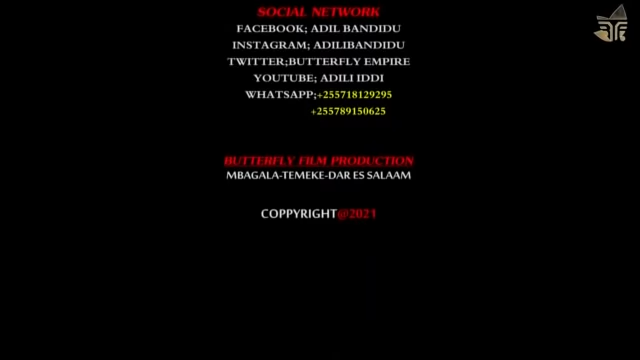 SOCIAL NETWORK
FACEBOOK; ADIL BANDIDU
INSTAGRAM; ADILIBANDIDU
TWITTER;BUTTERFLY EMPIRE
YOUTUBE; ADILI IDDI
WHATSAPP;+255718129295
+255789150625
BUTTERFLY FILM PRODUCTION
MBAGALA-TEMEKE-DAR ES SALAAM
COPPYRIGHT@2021